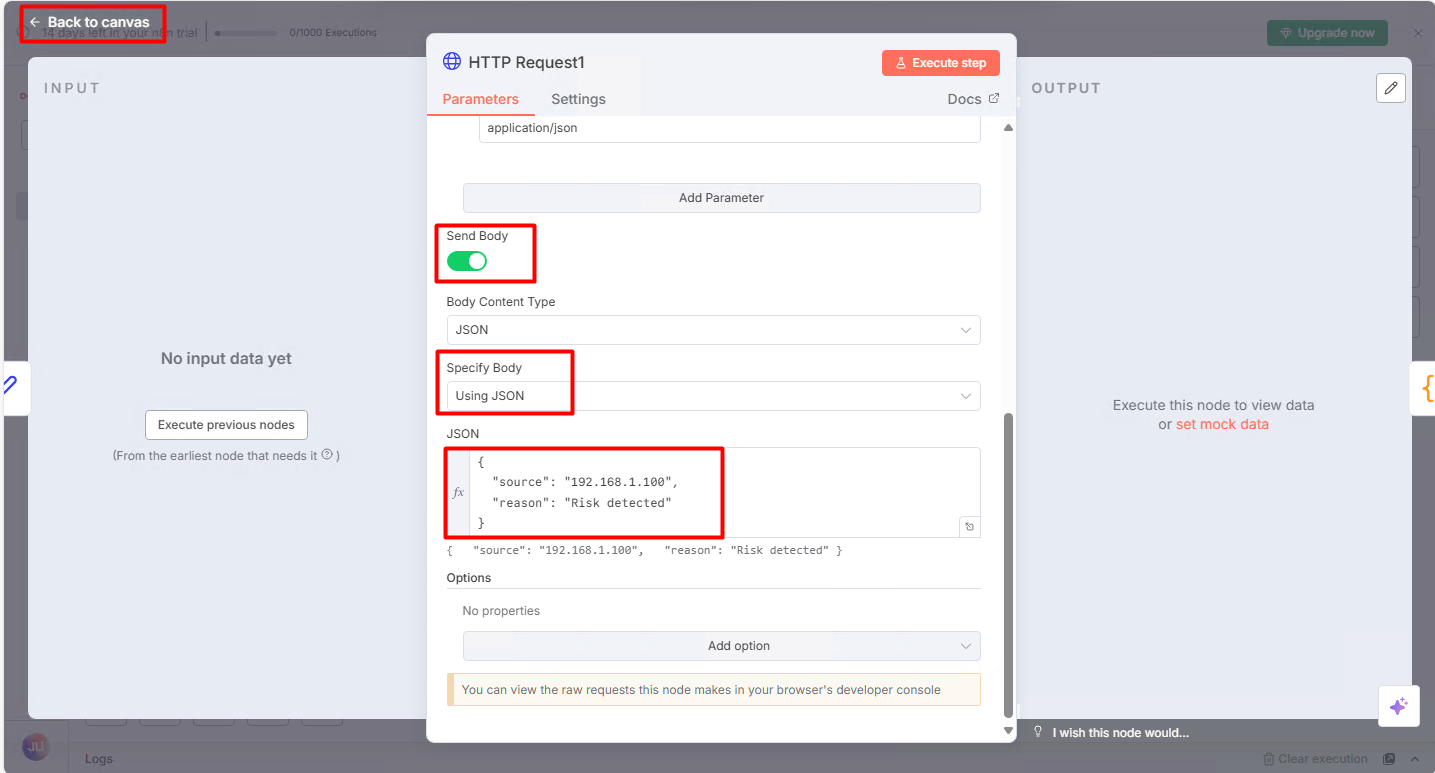 ← Back to canvas
14 days left in your n8n trial
0/1000 Executions
Upgrade now
INPUT
HTTP Request1
Execute step
OUTPUT
Parameters
Settings
Docs
application/json
Add Parameter
Send Body
Body Content Type
JSON
No input data yet
Specify Body
Using JSON
Execute previous nodes
(From the earliest node that needs it ? )
Execute this node to view data
or set mock data
JSON
fx
{
"source": "192.168.1.100",
"reason": "Risk detected"
}
{ "source": "192.168.1.100", "reason": "Risk detected" }
Options
No properties
Add option
You can view the raw requests this node makes in your browser's developer console
I wish this node would...
JU
Logs
Clear execution